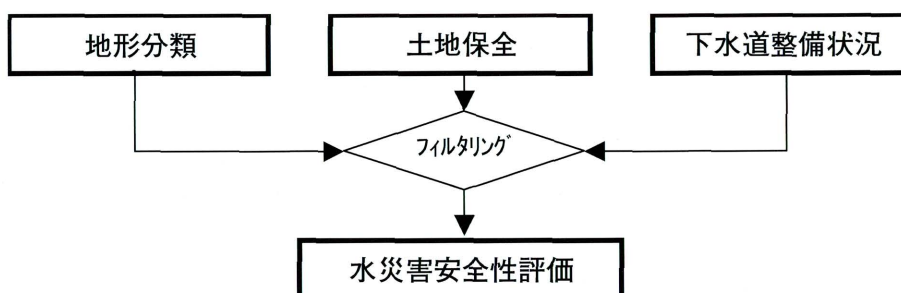 地形分類
土地保全
下水道整備状況
フィルタリング
水災害安全性評価